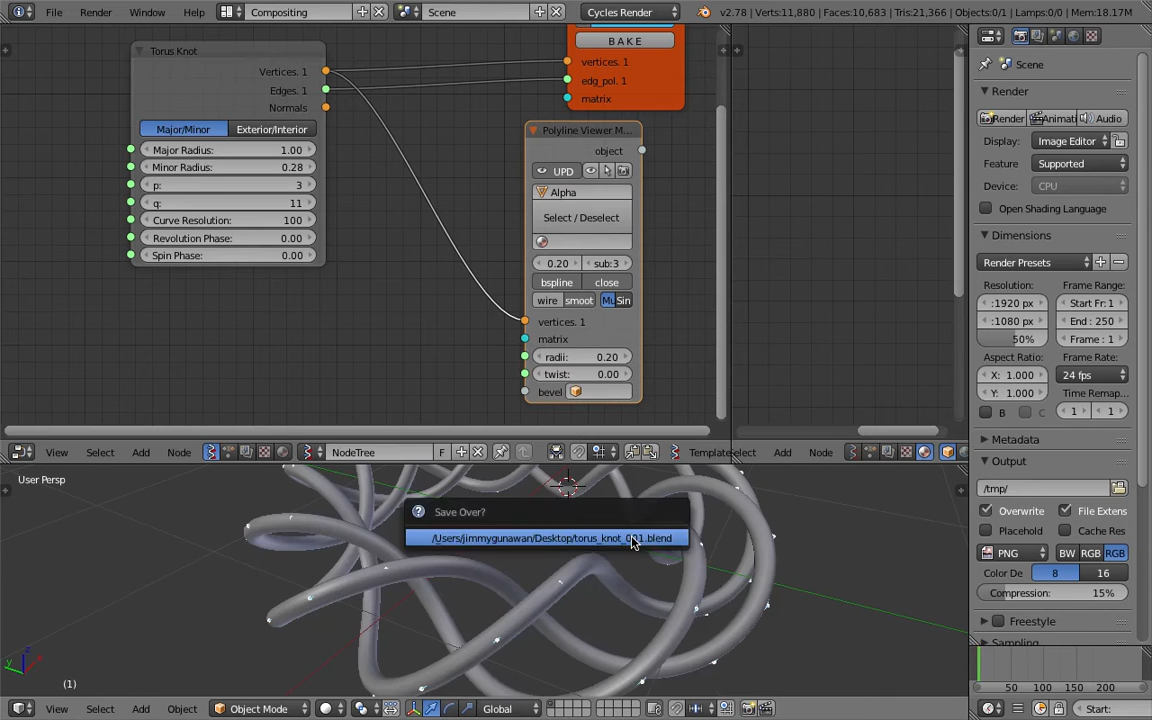 File Render Window Help Compositing Scene Cycles Render v2.78 | Verts:11,880 | Faces:10,683 | Tris:21,366 | Objects:0/1 | Lamps:0/0 | Mem:18.17M
Torus Knot
Vertices. 1
Edges. 1
Normals
Major/Minor Exterior/Interior
Major Radius: 1.00
Minor Radius: 0.28
p: 3
q: 11
Curve Resolution: 100
Revolution Phase: 0.00
Spin Phase: 0.00
BAKE
vertices. 1
edg_pol. 1
matrix
Polyline Viewer M...
object
UPD
Alpha
Select / Deselect
0.20 sub:3
bspline close
wire smoot Mu Sin
vertices. 1
matrix
radii: 0.20
twist: 0.00
bevel
View Select Add Node NodeTree F TemplateSelect Add Node
User Persp
Save Over?
/Users/jimmygunawan/Desktop/torus_knot_001.blend
y z
(1)
View Select Add Object Object Mode Global
Scene
Render
Render Animati Audio
Display: Image Editor
Feature Supported
Device: CPU
Open Shading Language
Dimensions
Render Presets
Resolution: Frame Range:
:1920 px Start Fr:1
:1080 px End : 250
50% Frame : 1
Aspect Ratio: Frame Rate:
X: 1.000 24 fps
Y: 1.000 Time Remap..
B C 1 1
Metadata
Output
/tmp/
Overwrite File Extens
Placehold Cache Res
PNG BW RGB RGB
Color De 8 16
Compression: 15%
Freestyle
Sampling
50 100 150 200
Start: